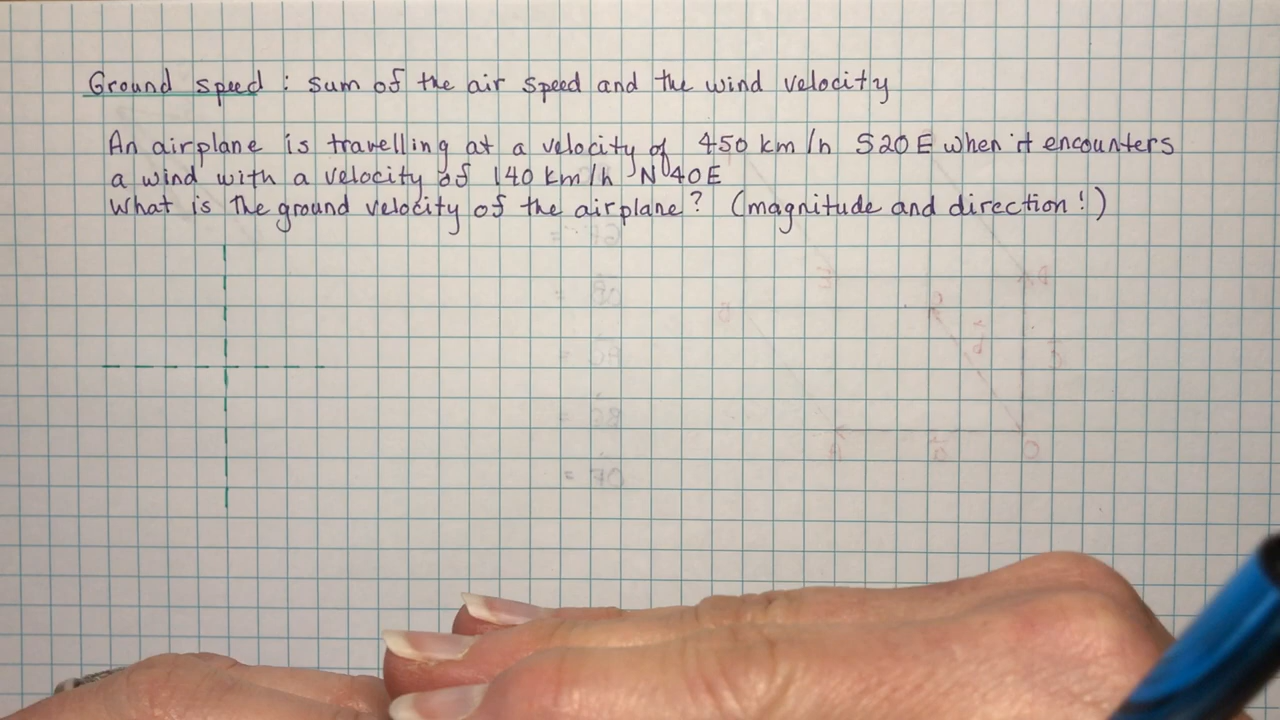 Ground speed : sum of the air speed and the wind velocity
An airplane is travelling at a velocity of 450 km/h S20E when it encounters
a wind with a velocity of 140 km/h N40E
What is the ground velocity of the airplane? (magnitude and direction!)